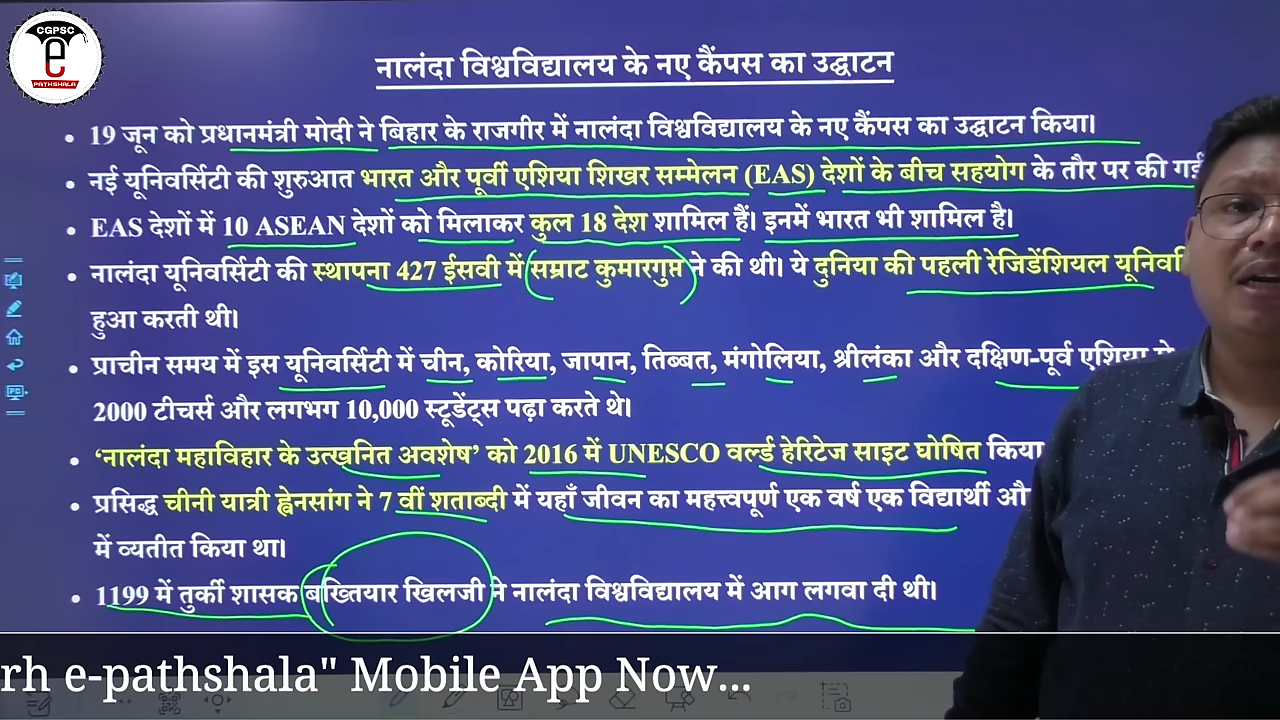 CGPSC
e
PATHSHALA
नालंदा विश्वविद्यालय के नए कैंपस का उद्घाटन
• 19 जून को प्रधानमंत्री मोदी ने बिहार के राजगीर में नालंदा विश्वविद्यालय के नए कैंपस का उद्घाटन किया।
• नई यूनिवर्सिटी की शुरुआत भारत और पूर्वी एशिया शिखर सम्मेलन (EAS) देशों के बीच सहयोग के तौर पर की गई
• EAS देशों में 10 ASEAN देशों को मिलाकर कुल 18 देश शामिल हैं। इनमें भारत भी शामिल है।
• नालंदा यूनिवर्सिटी की स्थापना 427 ईसवी में सम्राट कुमारगुप्त ने की थी। ये दुनिया की पहली रेजिडेंशियल
हुआ करती थी।
• प्राचीन समय में इस यूनिवर्सिटी में चीन, कोरिया, जापान, तिब्बत, मंगोलिया, श्रीलंका और दक्षिण-पूर्व एशिया
2000 टीचर्स और लगभग 10,000 स्टूडेंट्स पढ़ा करते थे।
• ‘नालंदा महाविहार के उत्खनित अवशेष’ को 2016 में UNESCO वर्ल्ड हेरिटेज साइट घोषित किया
• प्रसिद्ध चीनी यात्री ह्वेनसांग ने 7 वीं शताब्दी में यहाँ जीवन का महत्त्वपूर्ण एक वर्ष एक विद्यार्थी
में व्यतीत किया था।
• 1199 में तुर्की शासक बख्तियार खिलजी ने नालंदा विश्वविद्यालय में आग लगवा दी थी।
rh e-pathshala" Mobile App Now...